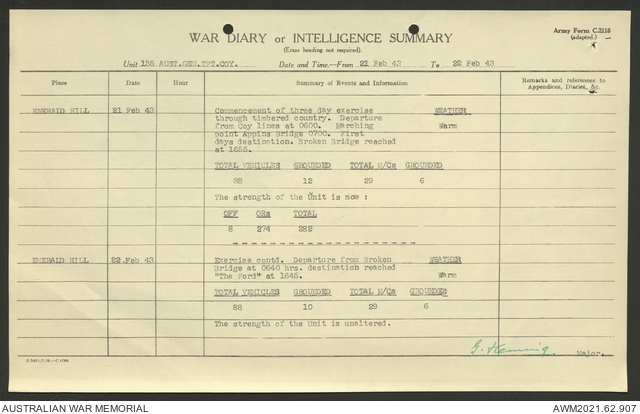 WAR DIARY or INTELLIGENCE SUMMARY
(Erase heading not required).
Army Form C.2118
(adapted.)
Unit 135 AUST.GEN.TPT.COY. Date and Time.—From 21 Feb 43 To 22 Feb 43
Place Date Hour Summary of Events and Information Remarks and references to
Appendices, Diaries, &c.
EMERALD HILL 21 Feb 43 Commencement of three day exercise WEATHER
through timbered country. Departure
from Coy lines at 0600. Marching Warm
point Appins Bridge 0700. First
days destination. Broken Bridge reached
at 1655.
TOTAL VEHICLES GROUNDED TOTAL M/Cs GROUNDED
88 12 29 6
The strength of the Unit is now :
OFF ORs TOTAL
8 274 282
EMERALD HILL 22.Feb 43 Exercise contd. Departure from Broken WEATHER
Bridge at 0640 hrs. destination reached
"The Ford" at 1645. Warm
TOTAL VEHICLES GROUNDED TOTAL M/Cs GROUNDES
88 10 29 6
The strength of the Unit is unaltered.
Major.
AUSTRALIAN WAR MEMORIAL AWM2021.62.907